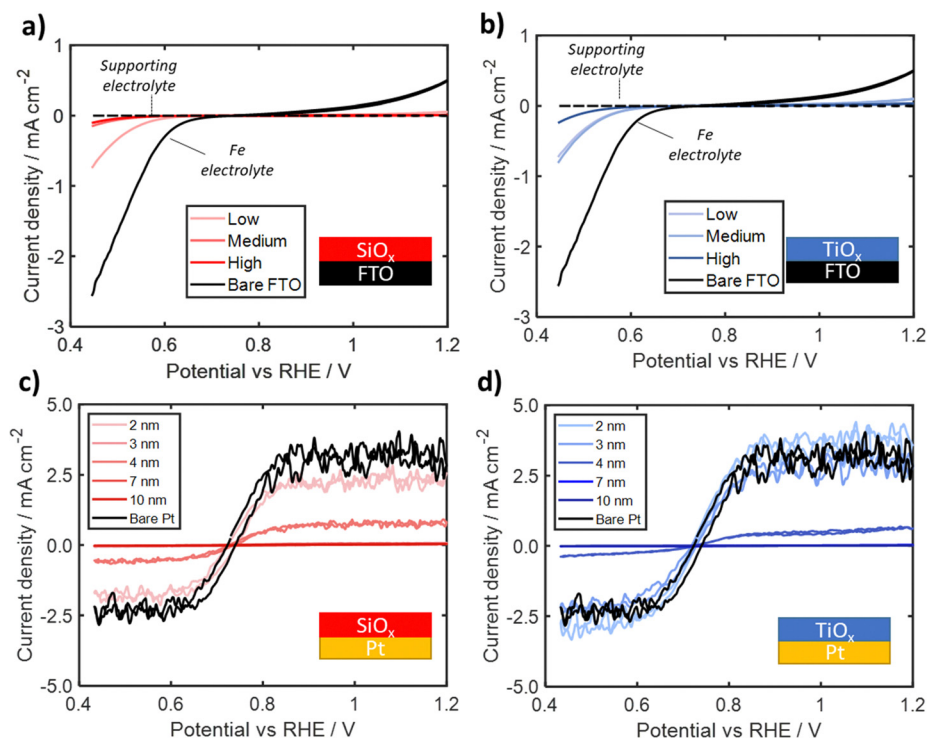 a)
Current density / mA cm⁻²
1
0
-1
-2
-3
Supporting
electrolyte
Fe
electrolyte
Low
Medium
High
Bare FTO
SiOₓ
FTO
0.4
0.6
0.8
1
1.2
Potential vs RHE / V
b)
Current density / mA cm⁻²
1
0
-1
-2
-3
Supporting
electrolyte
Fe
electrolyte
Low
Medium
High
Bare FTO
TiOₓ
FTO
0.4
0.6
0.8
1
1.2
Potential vs RHE / V
c)
Current density / mA cm⁻²
5.0
2.5
0.0
-2.5
-5.0
2 nm
3 nm
4 nm
7 nm
10 nm
Bare Pt
SiOₓ
Pt
0.4
0.6
0.8
1
1.2
Potential vs RHE / V
d)
Current density / mA cm⁻²
5.0
2.5
0.0
-2.5
-5.0
2 nm
3 nm
4 nm
7 nm
10 nm
Bare Pt
TiOₓ
Pt
0.4
0.6
0.8
1
1.2
Potential vs RHE / V